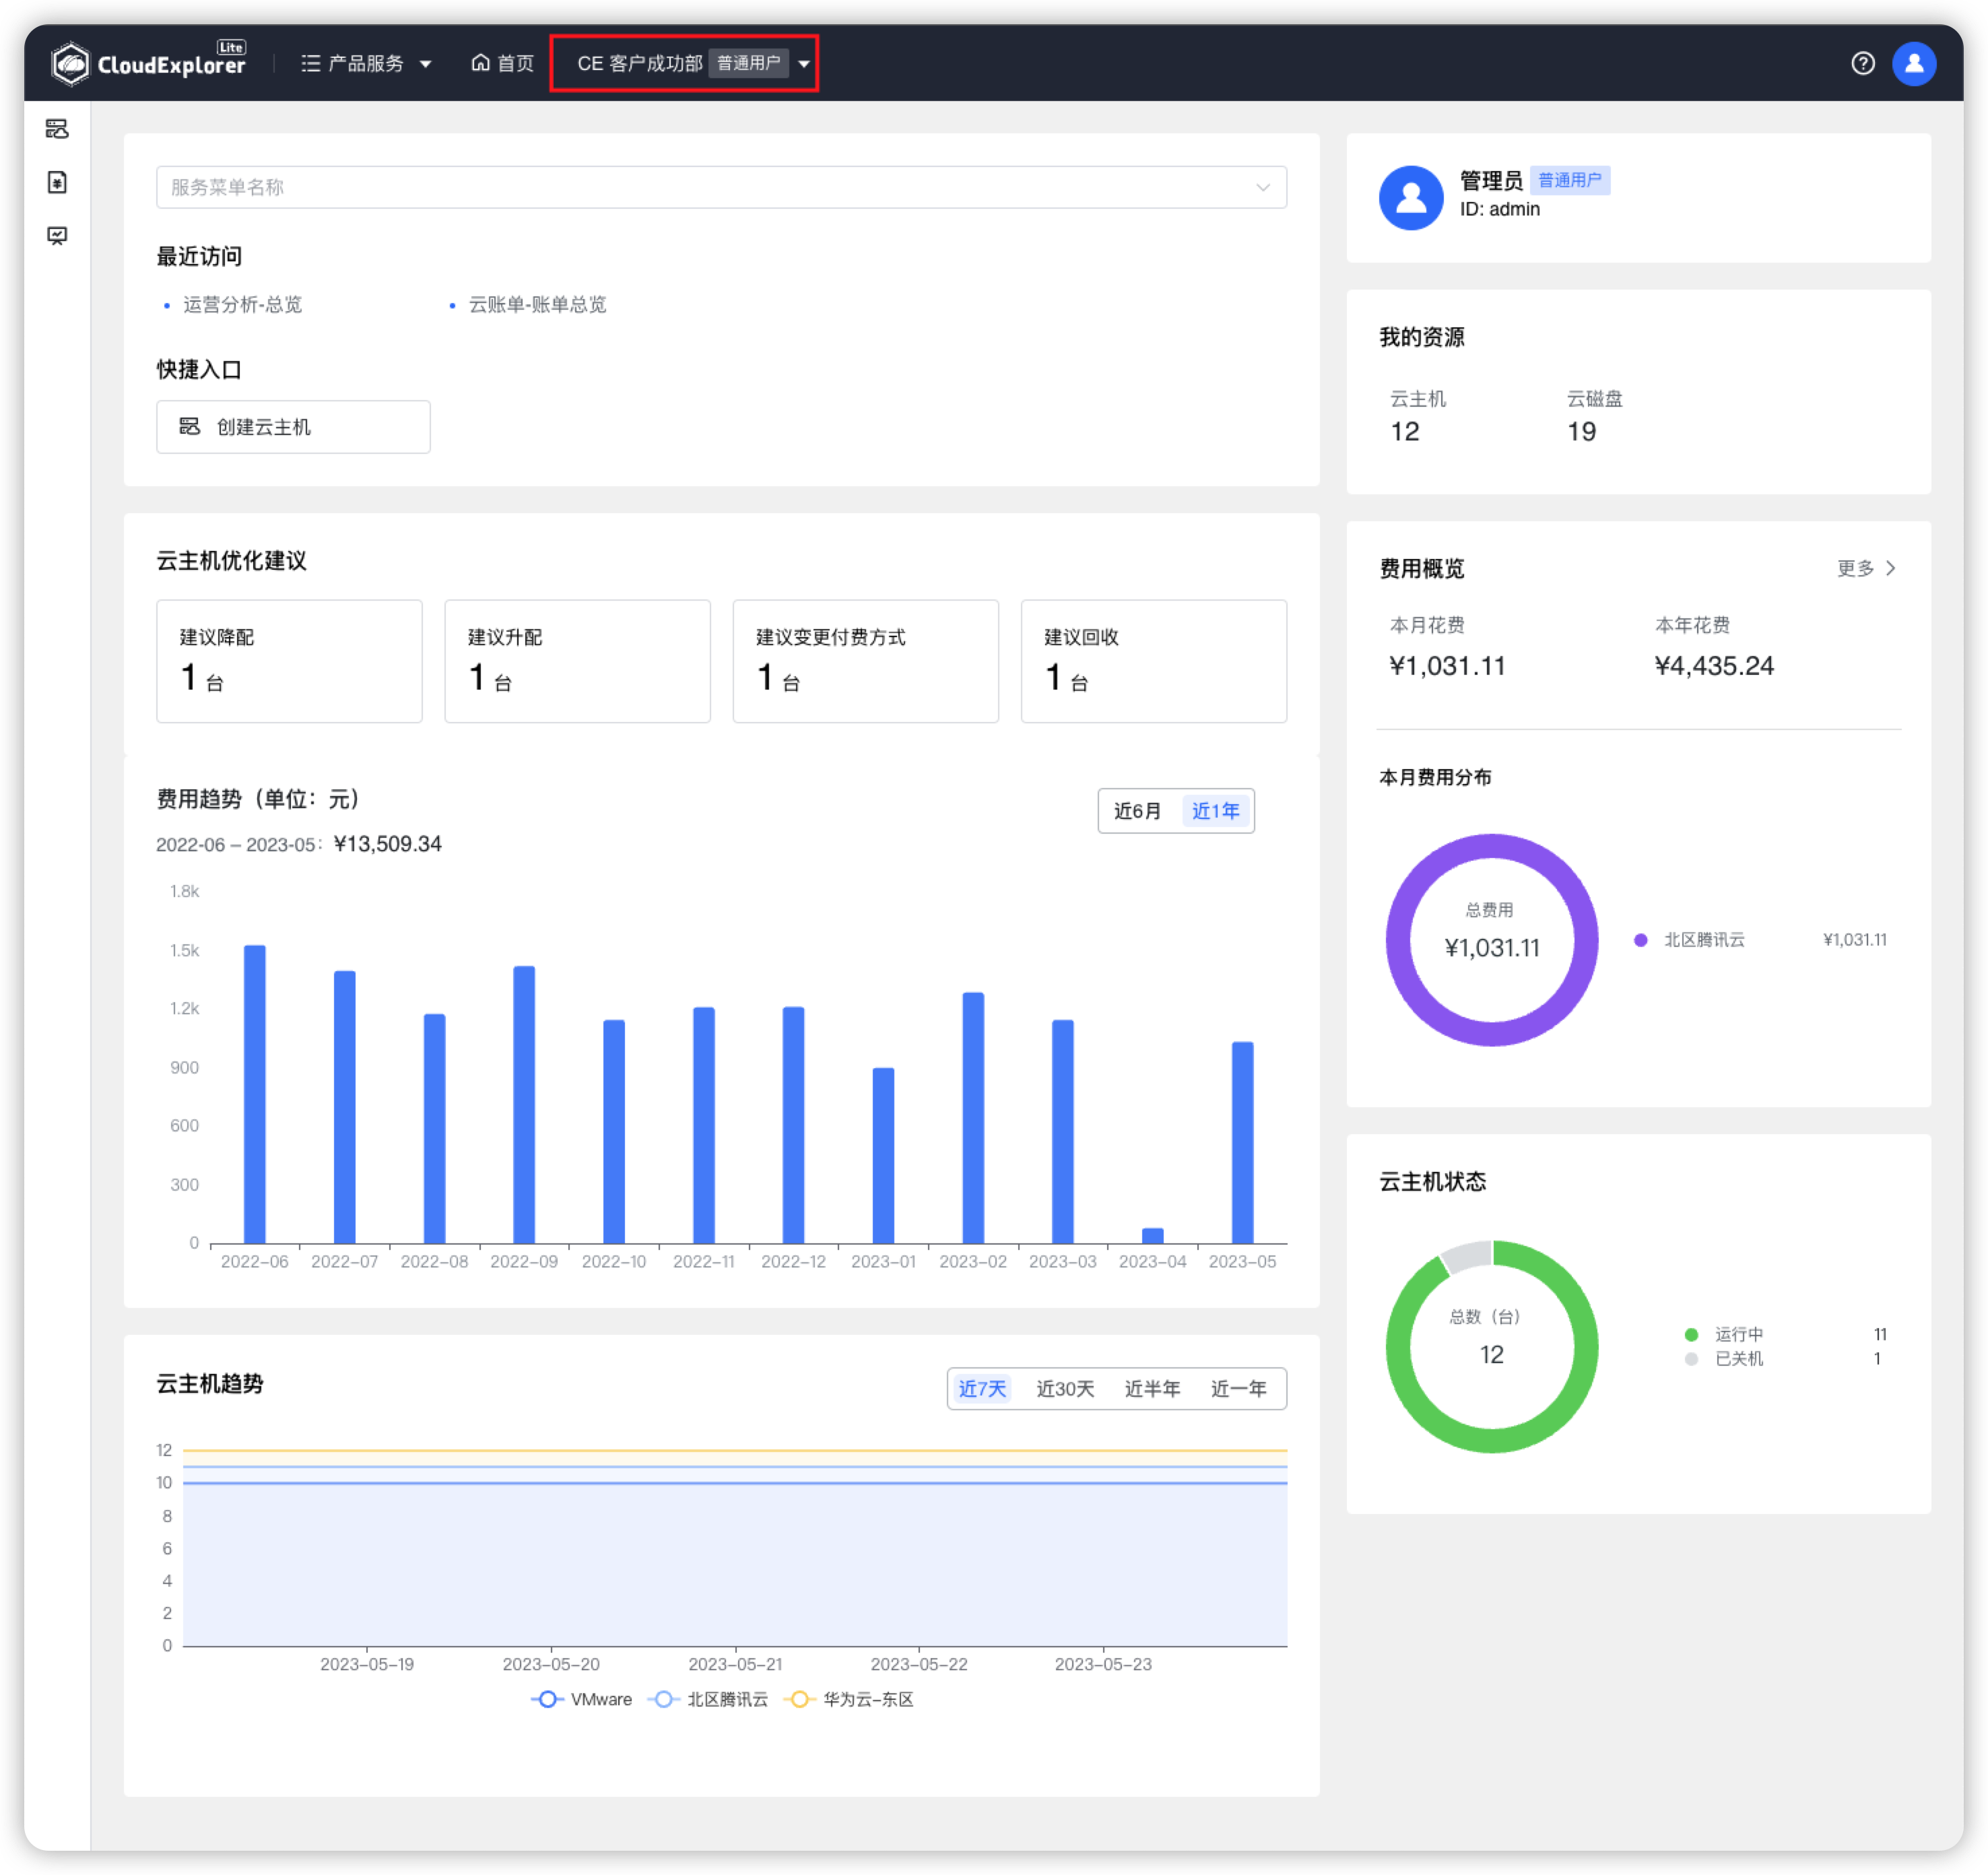 CloudExplorer Lite
产品服务
首页
CE 客户成功部 普通用户
服务菜单名称
最近访问
运营分析-总览
云账单-账单总览
快捷入口
创建云主机
云主机优化建议
建议降配
1 台
建议升配
1 台
建议变更付费方式
1 台
建议回收
1 台
费用趋势（单位：元）
近6月 近1年
2022-06 – 2023-05: ¥13,509.34
1.8k
1.5k
1.2k
900
600
300
0
2022-06 2022-07 2022-08 2022-09 2022-10 2022-11 2022-12 2023-01 2023-02 2023-03 2023-04 2023-05
云主机趋势
近7天 近30天 近半年 近一年
12
10
8
6
4
2
0
2023-05-19 2023-05-20 2023-05-21 2023-05-22 2023-05-23
VMware 北区腾讯云 华为云-东区
管理员 普通用户
ID: admin
我的资源
云主机 云磁盘
12 19
费用概览 更多
本月花费 本年花费
¥1,031.11 ¥4,435.24
本月费用分布
总费用
¥1,031.11
北区腾讯云 ¥1,031.11
云主机状态
总数（台）
12
运行中 11
已关机 1